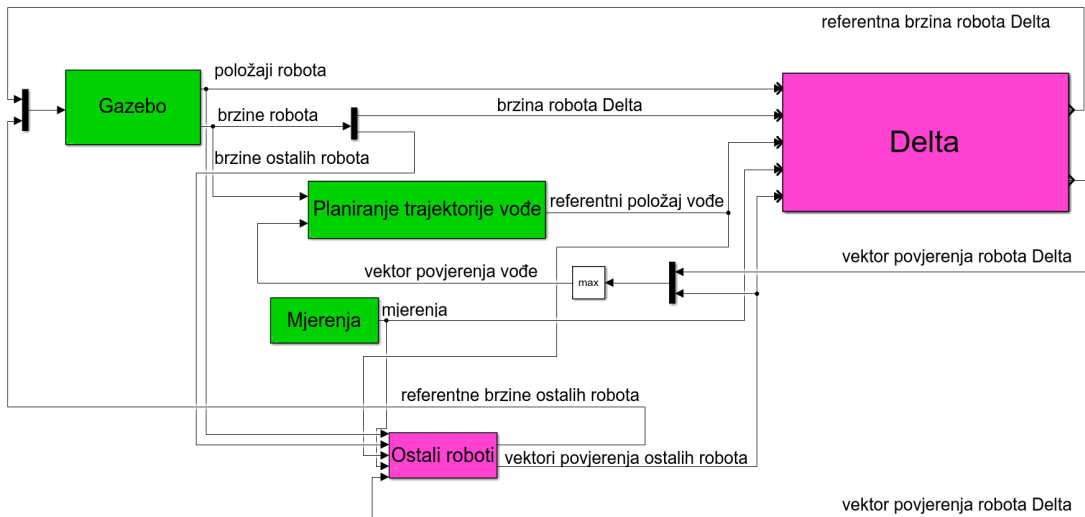 referentna brzina robota Delta
položaji robota
Gazebo
brzine robota
brzina robota Delta
Delta
brzine ostalih robota
Planiranje trajektorije vođe
referentni položaj vođe
vektor povjerenja robota Delta
vektor povjerenja vođe
max
Mjerenja
mjerenja
referentne brzine ostalih robota
Ostali roboti
vektori povjerenja ostalih robota
vektor povjerenja robota Delta